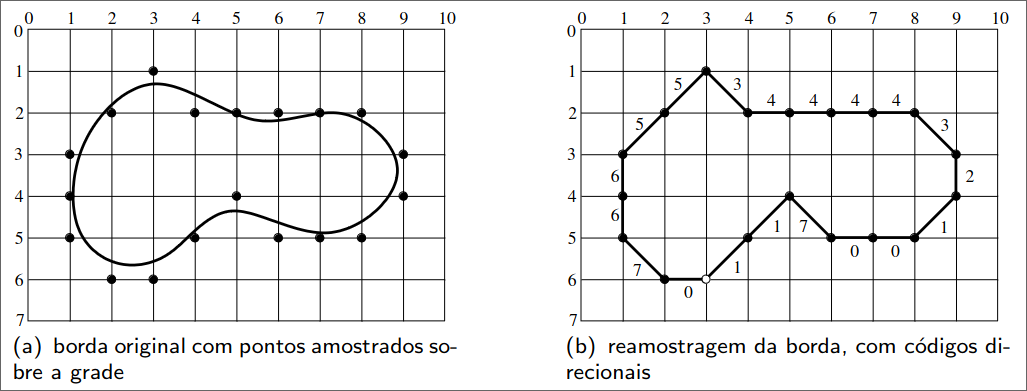 0 1 2 3 4 5 6 7 8 9 10
0
1
2
3
4
5
6
7
(a) borda original com pontos amostrados so-
bre a grade
0 1 2 3 4 5 6 7 8 9 10
0
1
5 3
2
4 4 4 4
5 3
3
6 2
4
6 1 7 1
5
0 0
7 1
6
0
7
(b) reamostragem da borda, com códigos di-
recionais